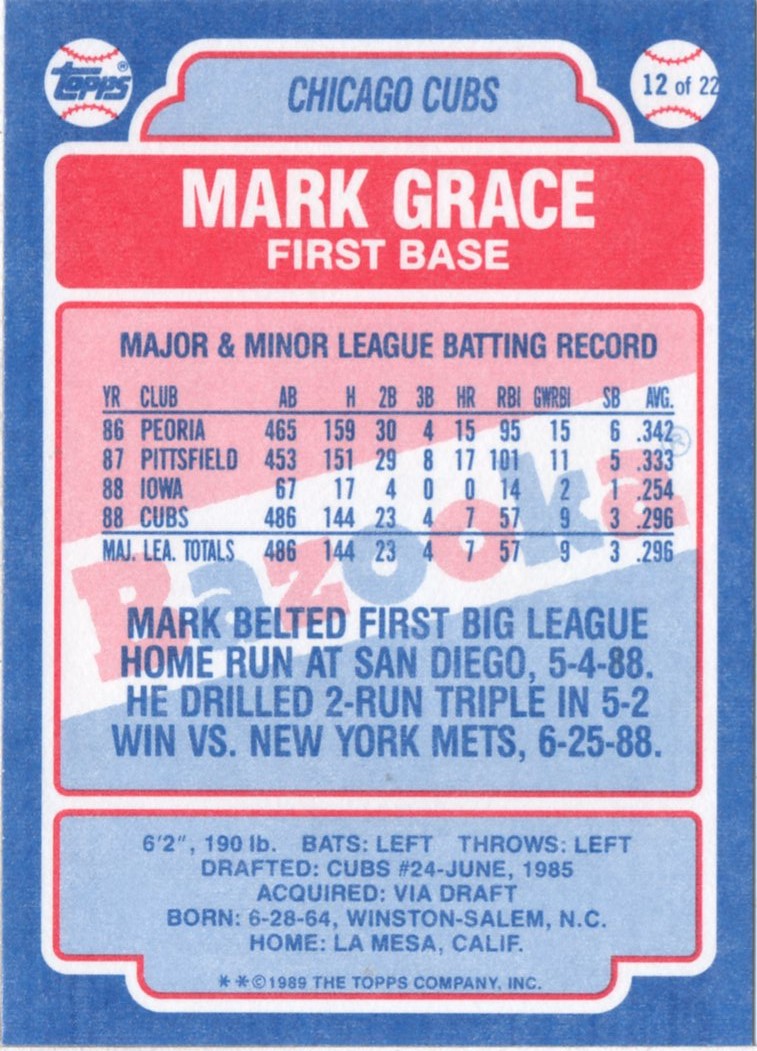 Topps®
CHICAGO CUBS
12 of 22
MARK GRACE
FIRST BASE
MAJOR & MINOR LEAGUE BATTING RECORD
YR CLUB AB H 2B 3B HR RBI GWRBI SB AVG.
86 PEORIA 465 159 30 4 15 95 15 6 .342
87 PITTSFIELD 453 151 29 8 17 101 11 5 .333
88 IOWA 67 17 4 0 0 14 2 1 .254
88 CUBS 486 144 23 4 7 57 9 3 .296
MAJ. LEA. TOTALS 486 144 23 4 7 57 9 3 .296
Bazooka®
MARK BELTED FIRST BIG LEAGUE
HOME RUN AT SAN DIEGO, 5-4-88.
HE DRILLED 2-RUN TRIPLE IN 5-2
WIN VS. NEW YORK METS, 6-25-88.
6'2", 190 lb. BATS: LEFT THROWS: LEFT
DRAFTED: CUBS #24-JUNE, 1985
ACQUIRED: VIA DRAFT
BORN: 6-28-64, WINSTON-SALEM, N.C.
HOME: LA MESA, CALIF.
**©1989 THE TOPPS COMPANY, INC.